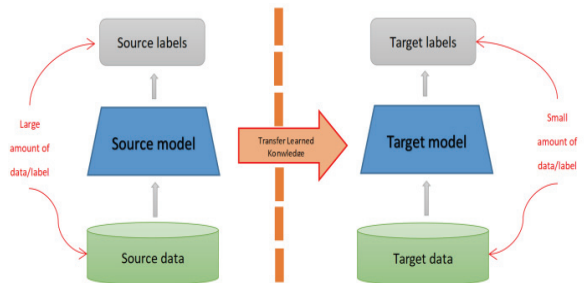 Source labels
Target labels
Large
amount of
data/label
Source model
Transfer Learned
Konwledae
Target model
Small
amount of
data/label
Source data
Target data